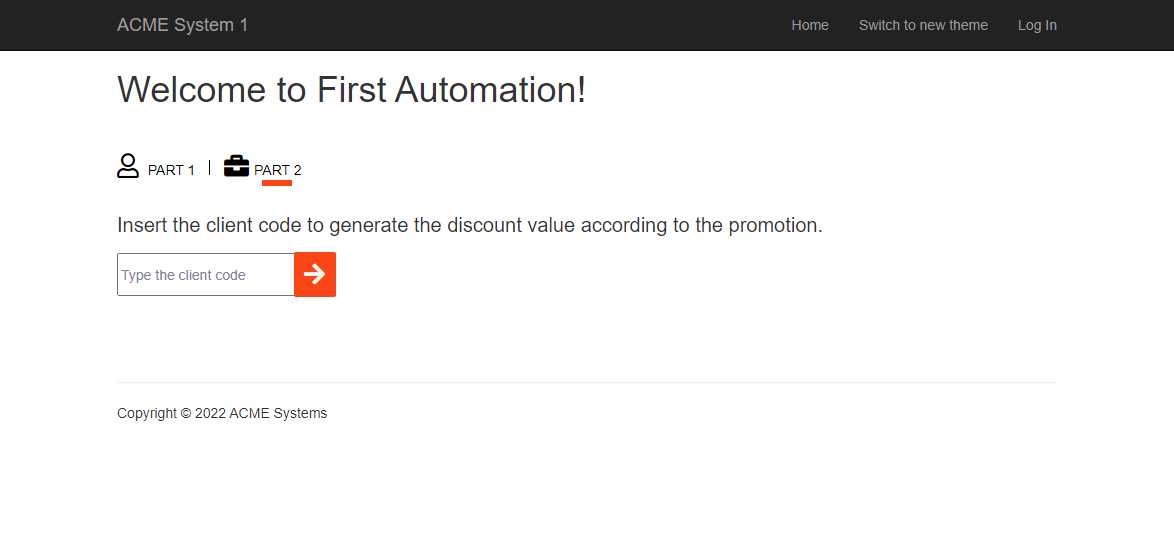 ACME System 1 Home Switch to new theme Log In
Welcome to First Automation!
PART 1 | PART 2
Insert the client code to generate the discount value according to the promotion.
Type the client code
Copyright © 2022 ACME Systems